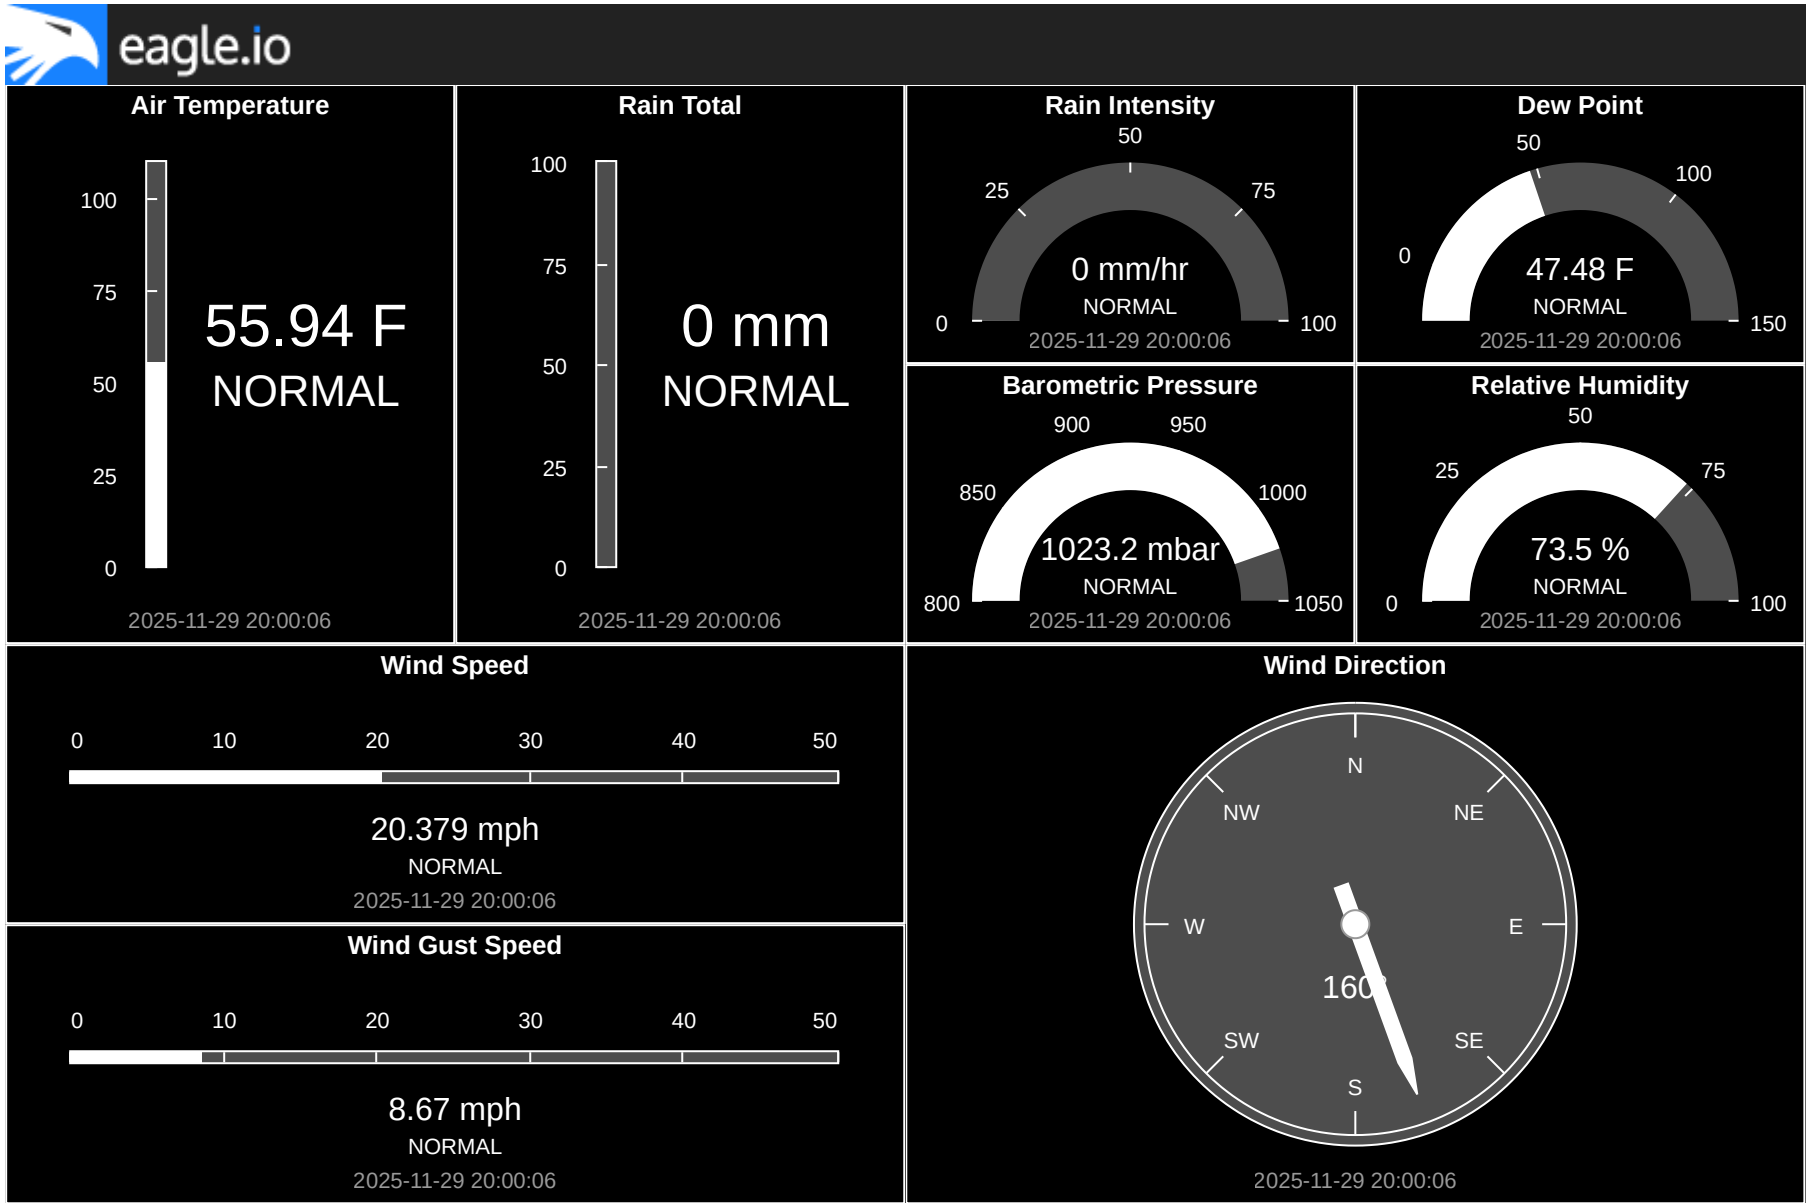 eagle.io
Air Temperature
100
75
50
25
0
55.94 F
NORMAL
2025-11-29 20:00:06
Rain Total
100
75
50
25
0
0 mm
NORMAL
2025-11-29 20:00:06
Rain Intensity
0
25
50
75
100
0 mm/hr
NORMAL
2025-11-29 20:00:06
Dew Point
0
50
100
150
47.48 F
NORMAL
2025-11-29 20:00:06
Barometric Pressure
800
850
900
950
1000
1050
1023.2 mbar
NORMAL
2025-11-29 20:00:06
Relative Humidity
0
25
50
75
100
73.5 %
NORMAL
2025-11-29 20:00:06
Wind Speed
0 10 20 30 40 50
20.379 mph
NORMAL
2025-11-29 20:00:06
Wind Gust Speed
0 10 20 30 40 50
8.67 mph
NORMAL
2025-11-29 20:00:06
Wind Direction
N
NW NE
W E
160°
SW SE
S
2025-11-29 20:00:06